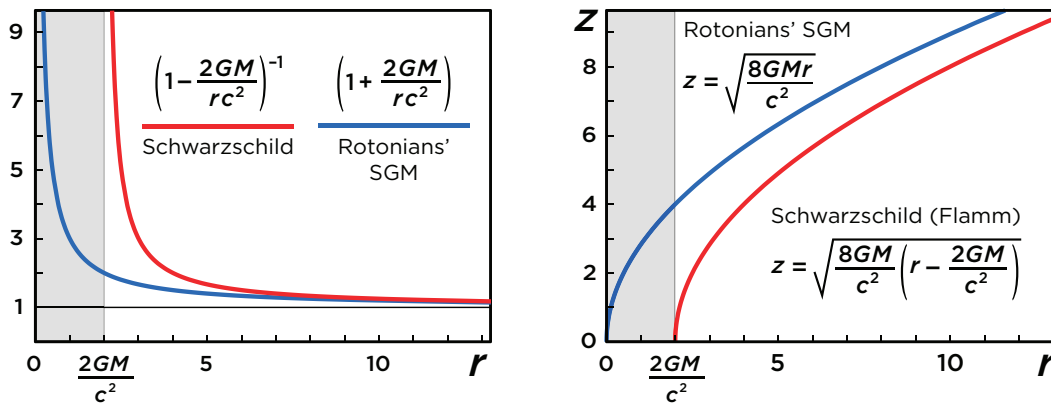 9
7
5
3
1
(1 − 2GM/rc²)⁻¹
Schwarzschild
(1 + 2GM/rc²)
Rotonians'
SGM
0
2GM/c²
5
10
r
Z
8
6
4
2
0
Rotonians' SGM
z = √(8GMr/c²)
Schwarzschild (Flamm)
z = √(8GM/c² (r − 2GM/c²))
0
2GM/c²
5
10
r